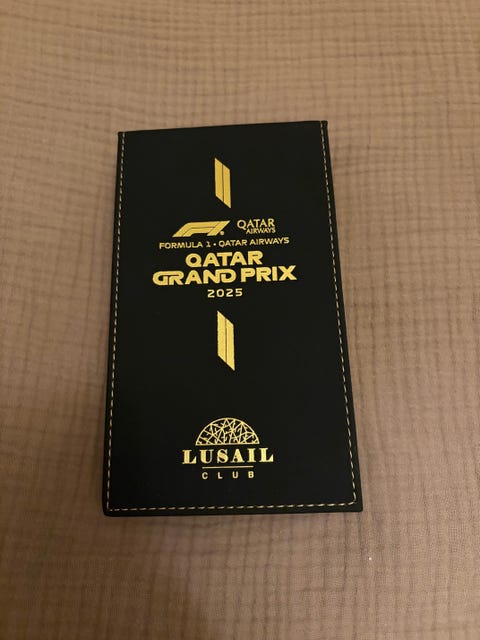 F1
QATAR
AIRWAYS
FORMULA 1 • QATAR AIRWAYS
QATAR
GRAND PRIX
2025
LUSAIL
CLUB